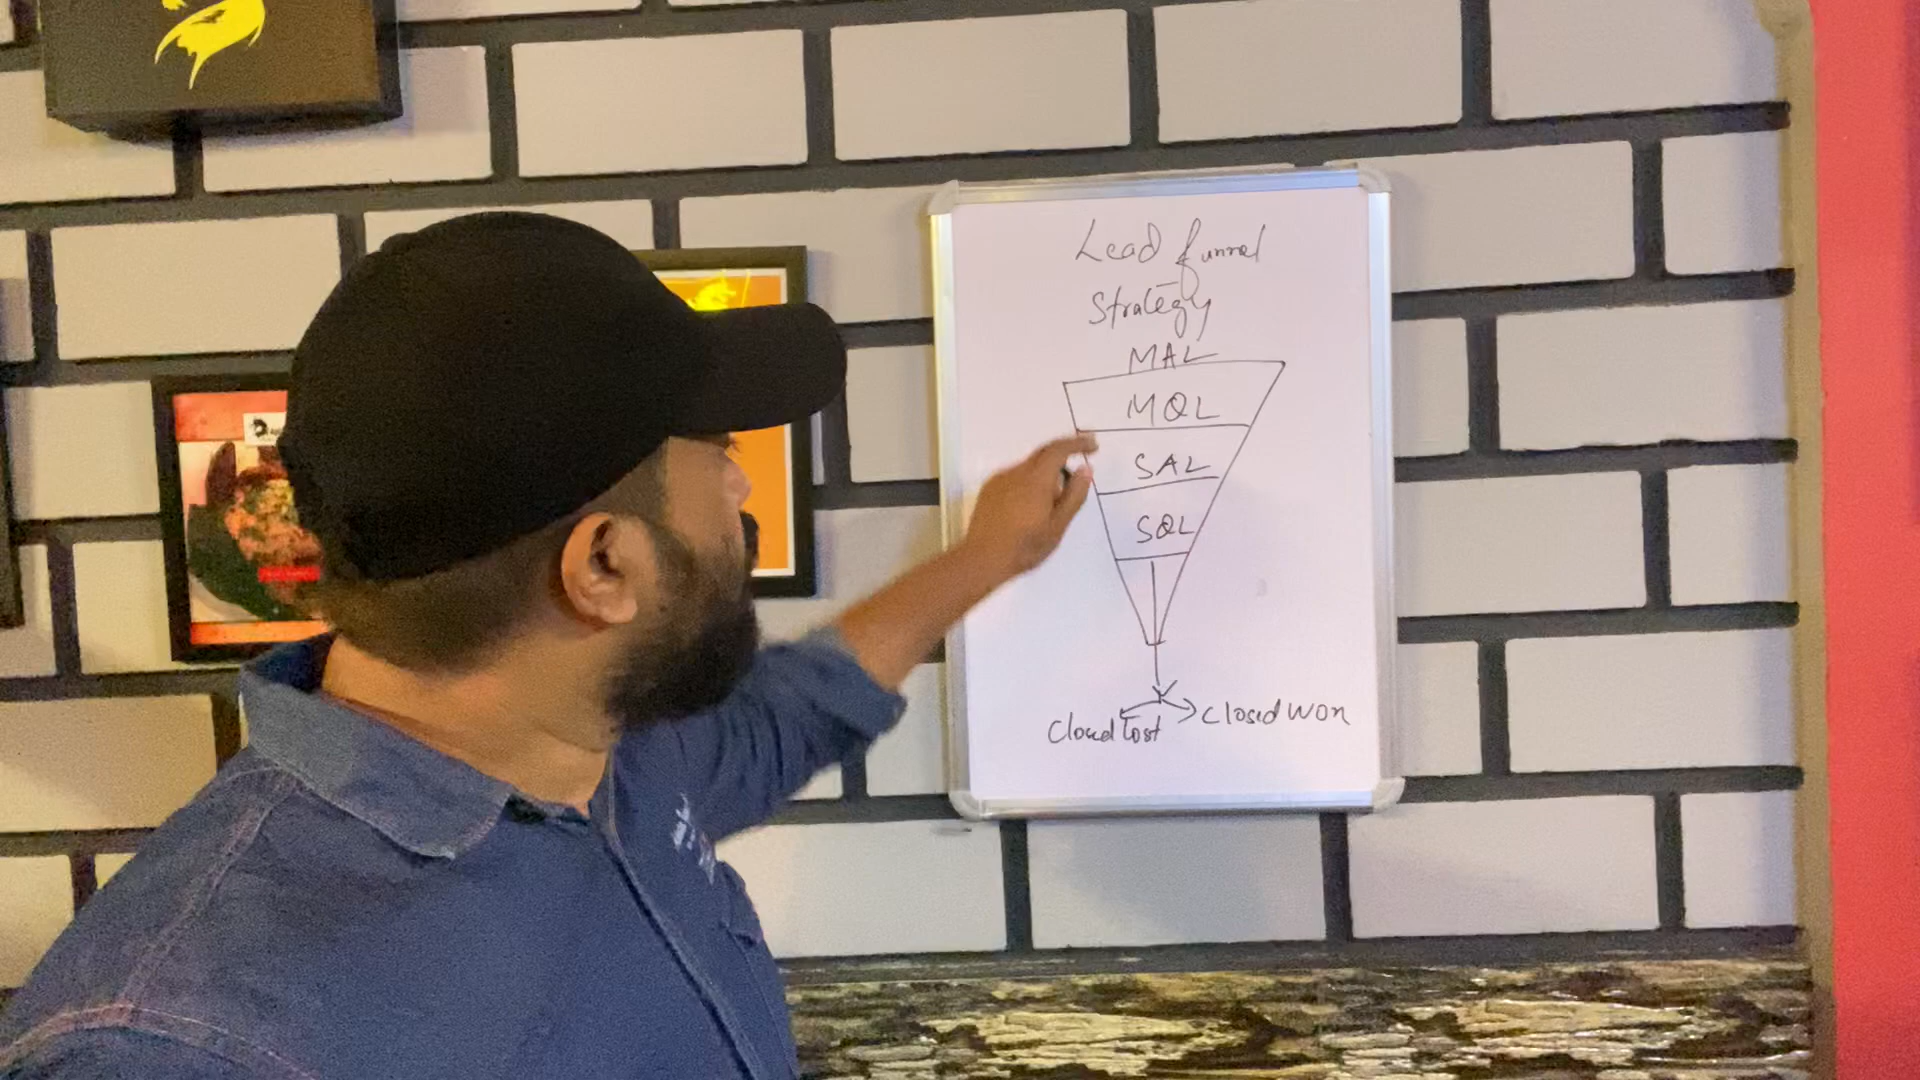 Lead funnel
Strategy
MAL
MQL
SAL
SQL
Closed Won
Closed Lost